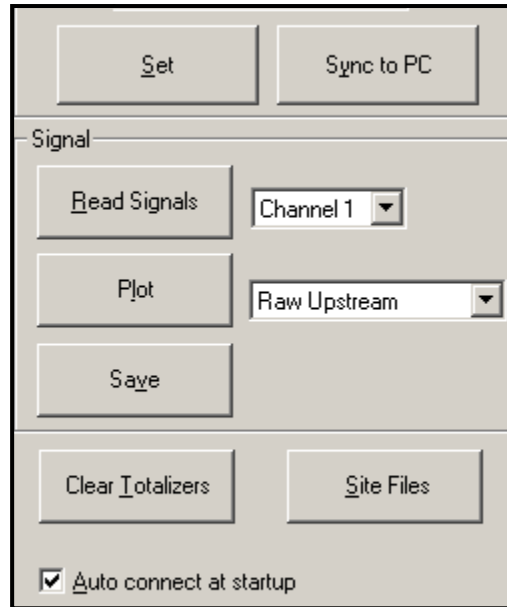 Set
Sync to PC
Signal
Read Signals
Channel 1
Plot
Raw Upstream
Save
Clear Totalizers
Site Files
Auto connect at startup